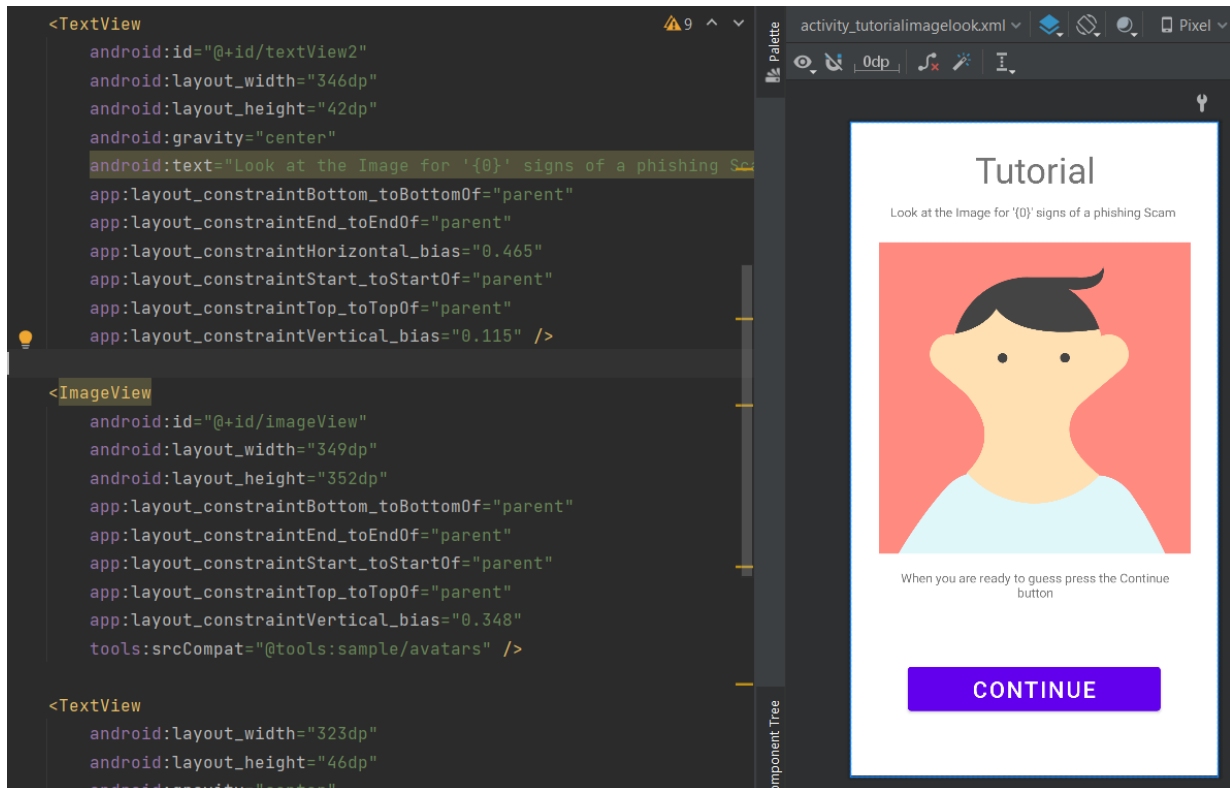 <TextView
android:id="@+id/textView2"
android:layout_width="346dp"
android:layout_height="42dp"
android:gravity="center"
android:text="Look at the Image for '{0}' signs of a phishing Sca
app:layout_constraintBottom_toBottomOf="parent"
app:layout_constraintEnd_toEndOf="parent"
app:layout_constraintHorizontal_bias="0.465"
app:layout_constraintStart_toStartOf="parent"
app:layout_constraintTop_toTopOf="parent"
app:layout_constraintVertical_bias="0.115" />
<ImageView
android:id="@+id/imageView"
android:layout_width="349dp"
android:layout_height="352dp"
app:layout_constraintBottom_toBottomOf="parent"
app:layout_constraintEnd_toEndOf="parent"
app:layout_constraintStart_toStartOf="parent"
app:layout_constraintTop_toTopOf="parent"
app:layout_constraintVertical_bias="0.348"
tools:srcCompat="@tools:sample/avatars" />
<TextView
android:layout_width="323dp"
android:layout_height="46dp"
9
Palette
Component Tree
activity_tutorialimagelook.xml
Pixel
0dp
Tutorial
Look at the Image for '{0}' signs of a phishing Scam
When you are ready to guess press the Continue
button
CONTINUE